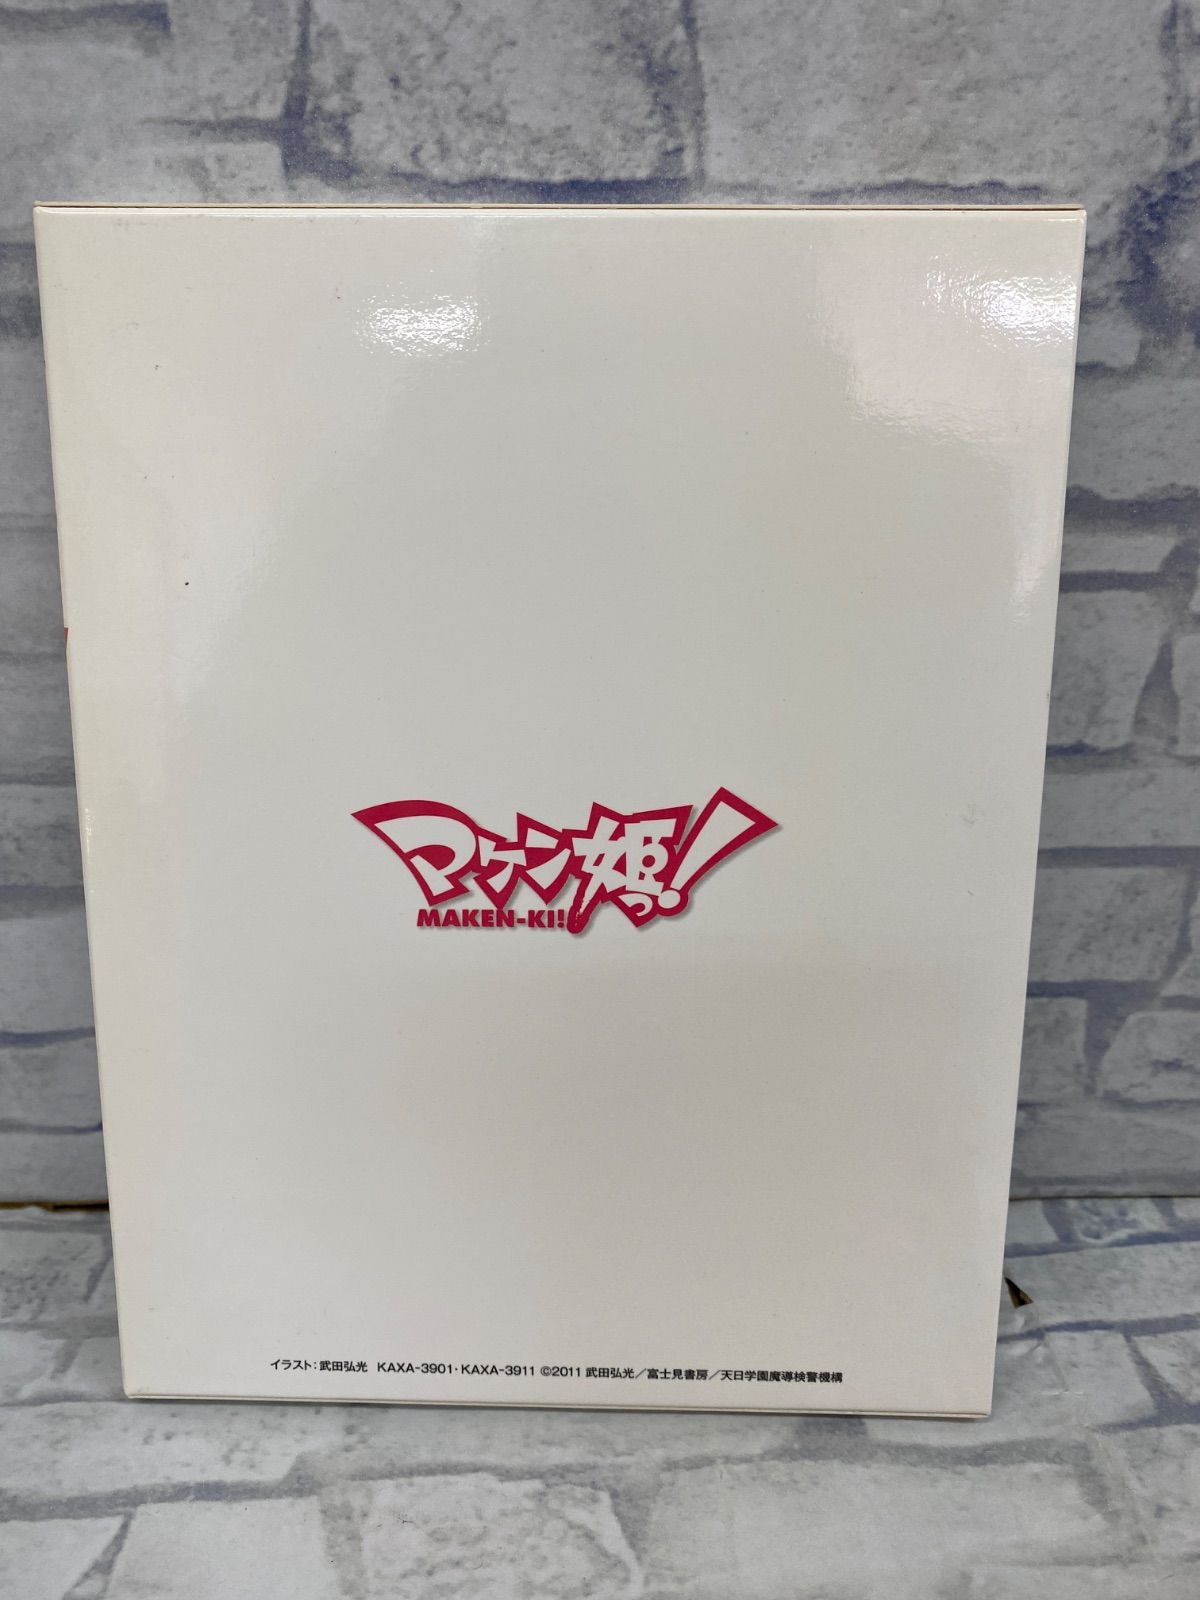 マケン姫っ!
MAKEN-KI!
イラスト:武田弘光 KAXA-3901・KAXA-3911 ©2011 武田弘光/富士見書房/天日学園魔導検警機構